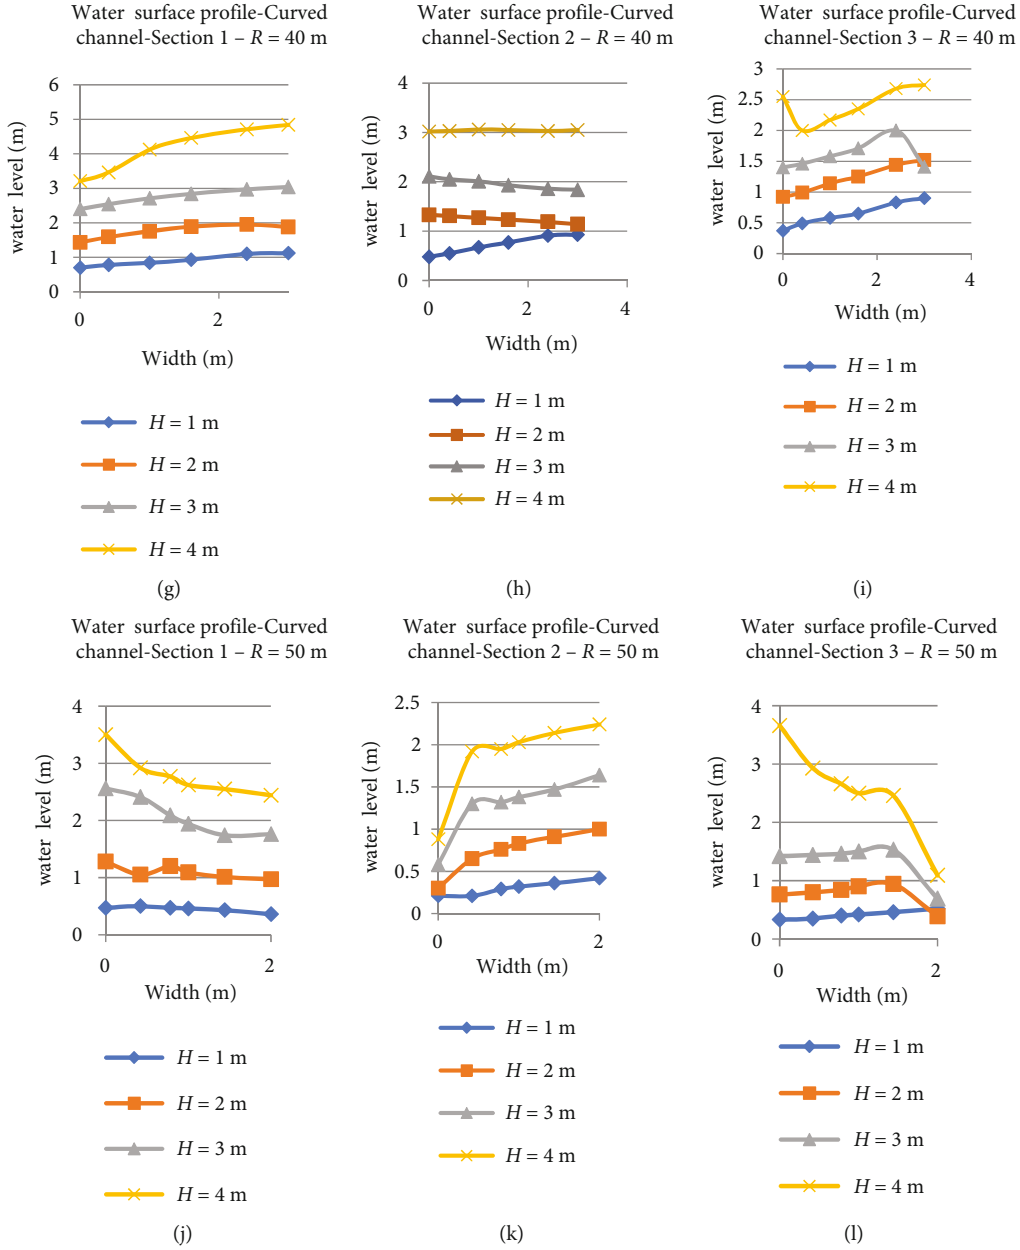 Water surface profile-Curved
channel-Section 1 – R = 40 m
water level (m)
6
5
4
3
2
1
0
0
2
Width (m)
H = 1 m
H = 2 m
H = 3 m
H = 4 m
(g)
Water surface profile-Curved
channel-Section 2 – R = 40 m
water level (m)
4
3
2
1
0
0
2
4
Width (m)
H = 1 m
H = 2 m
H = 3 m
H = 4 m
(h)
Water surface profile-Curved
channel-Section 3 – R = 40 m
water level (m)
3
2.5
2
1.5
1
0.5
0
0
2
4
Width (m)
H = 1 m
H = 2 m
H = 3 m
H = 4 m
(i)
Water surface profile-Curved
channel-Section 1 – R = 50 m
water level (m)
4
3
2
1
0
0
2
Width (m)
H = 1 m
H = 2 m
H = 3 m
H = 4 m
(j)
Water surface profile-Curved
channel-Section 2 – R = 50 m
water level (m)
2.5
2
1.5
1
0.5
0
0
2
Width (m)
H = 1 m
H = 2 m
H = 3 m
H = 4 m
(k)
Water surface profile-Curved
channel-Section 3 – R = 50 m
water level (m)
4
3
2
1
0
0
2
Width (m)
H = 1 m
H = 2 m
H = 3 m
H = 4 m
(l)